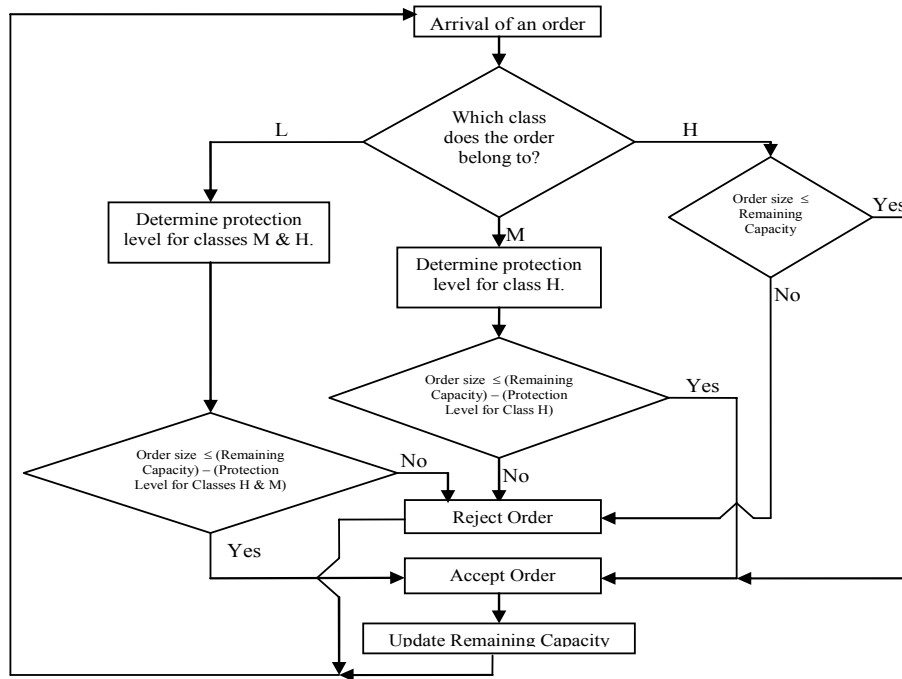 Arrival of an order
Which class
does the order
belong to?
L
H
M
Order size ≤
Remaining
Capacity
Yes
No
Determine protection
level for classes M & H.
Determine protection
level for class H.
Order size ≤ (Remaining
Capacity) – (Protection
Level for Class H)
Yes
No
Order size ≤ (Remaining
Capacity) – (Protection
Level for Classes H & M)
No
Yes
Reject Order
Accept Order
Update Remaining Capacity